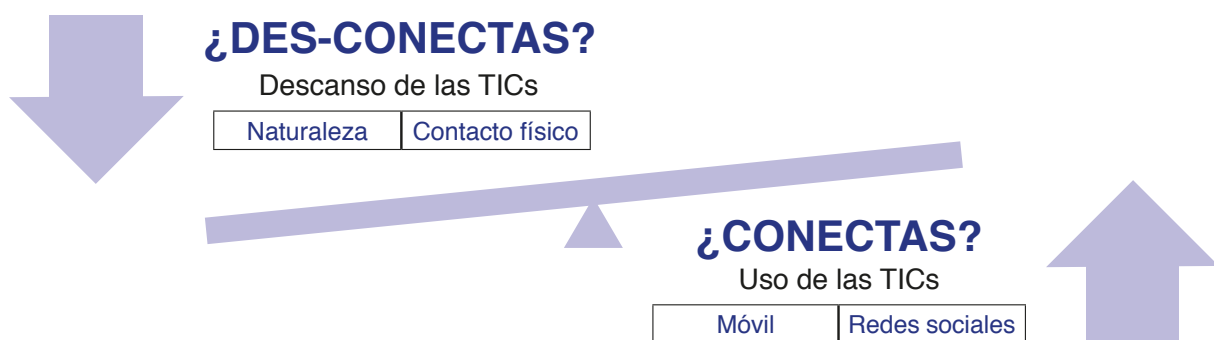 ¿DES-CONECTAS?
Descanso de las TICs
Naturaleza Contacto físico
¿CONECTAS?
Uso de las TICs
Móvil Redes sociales